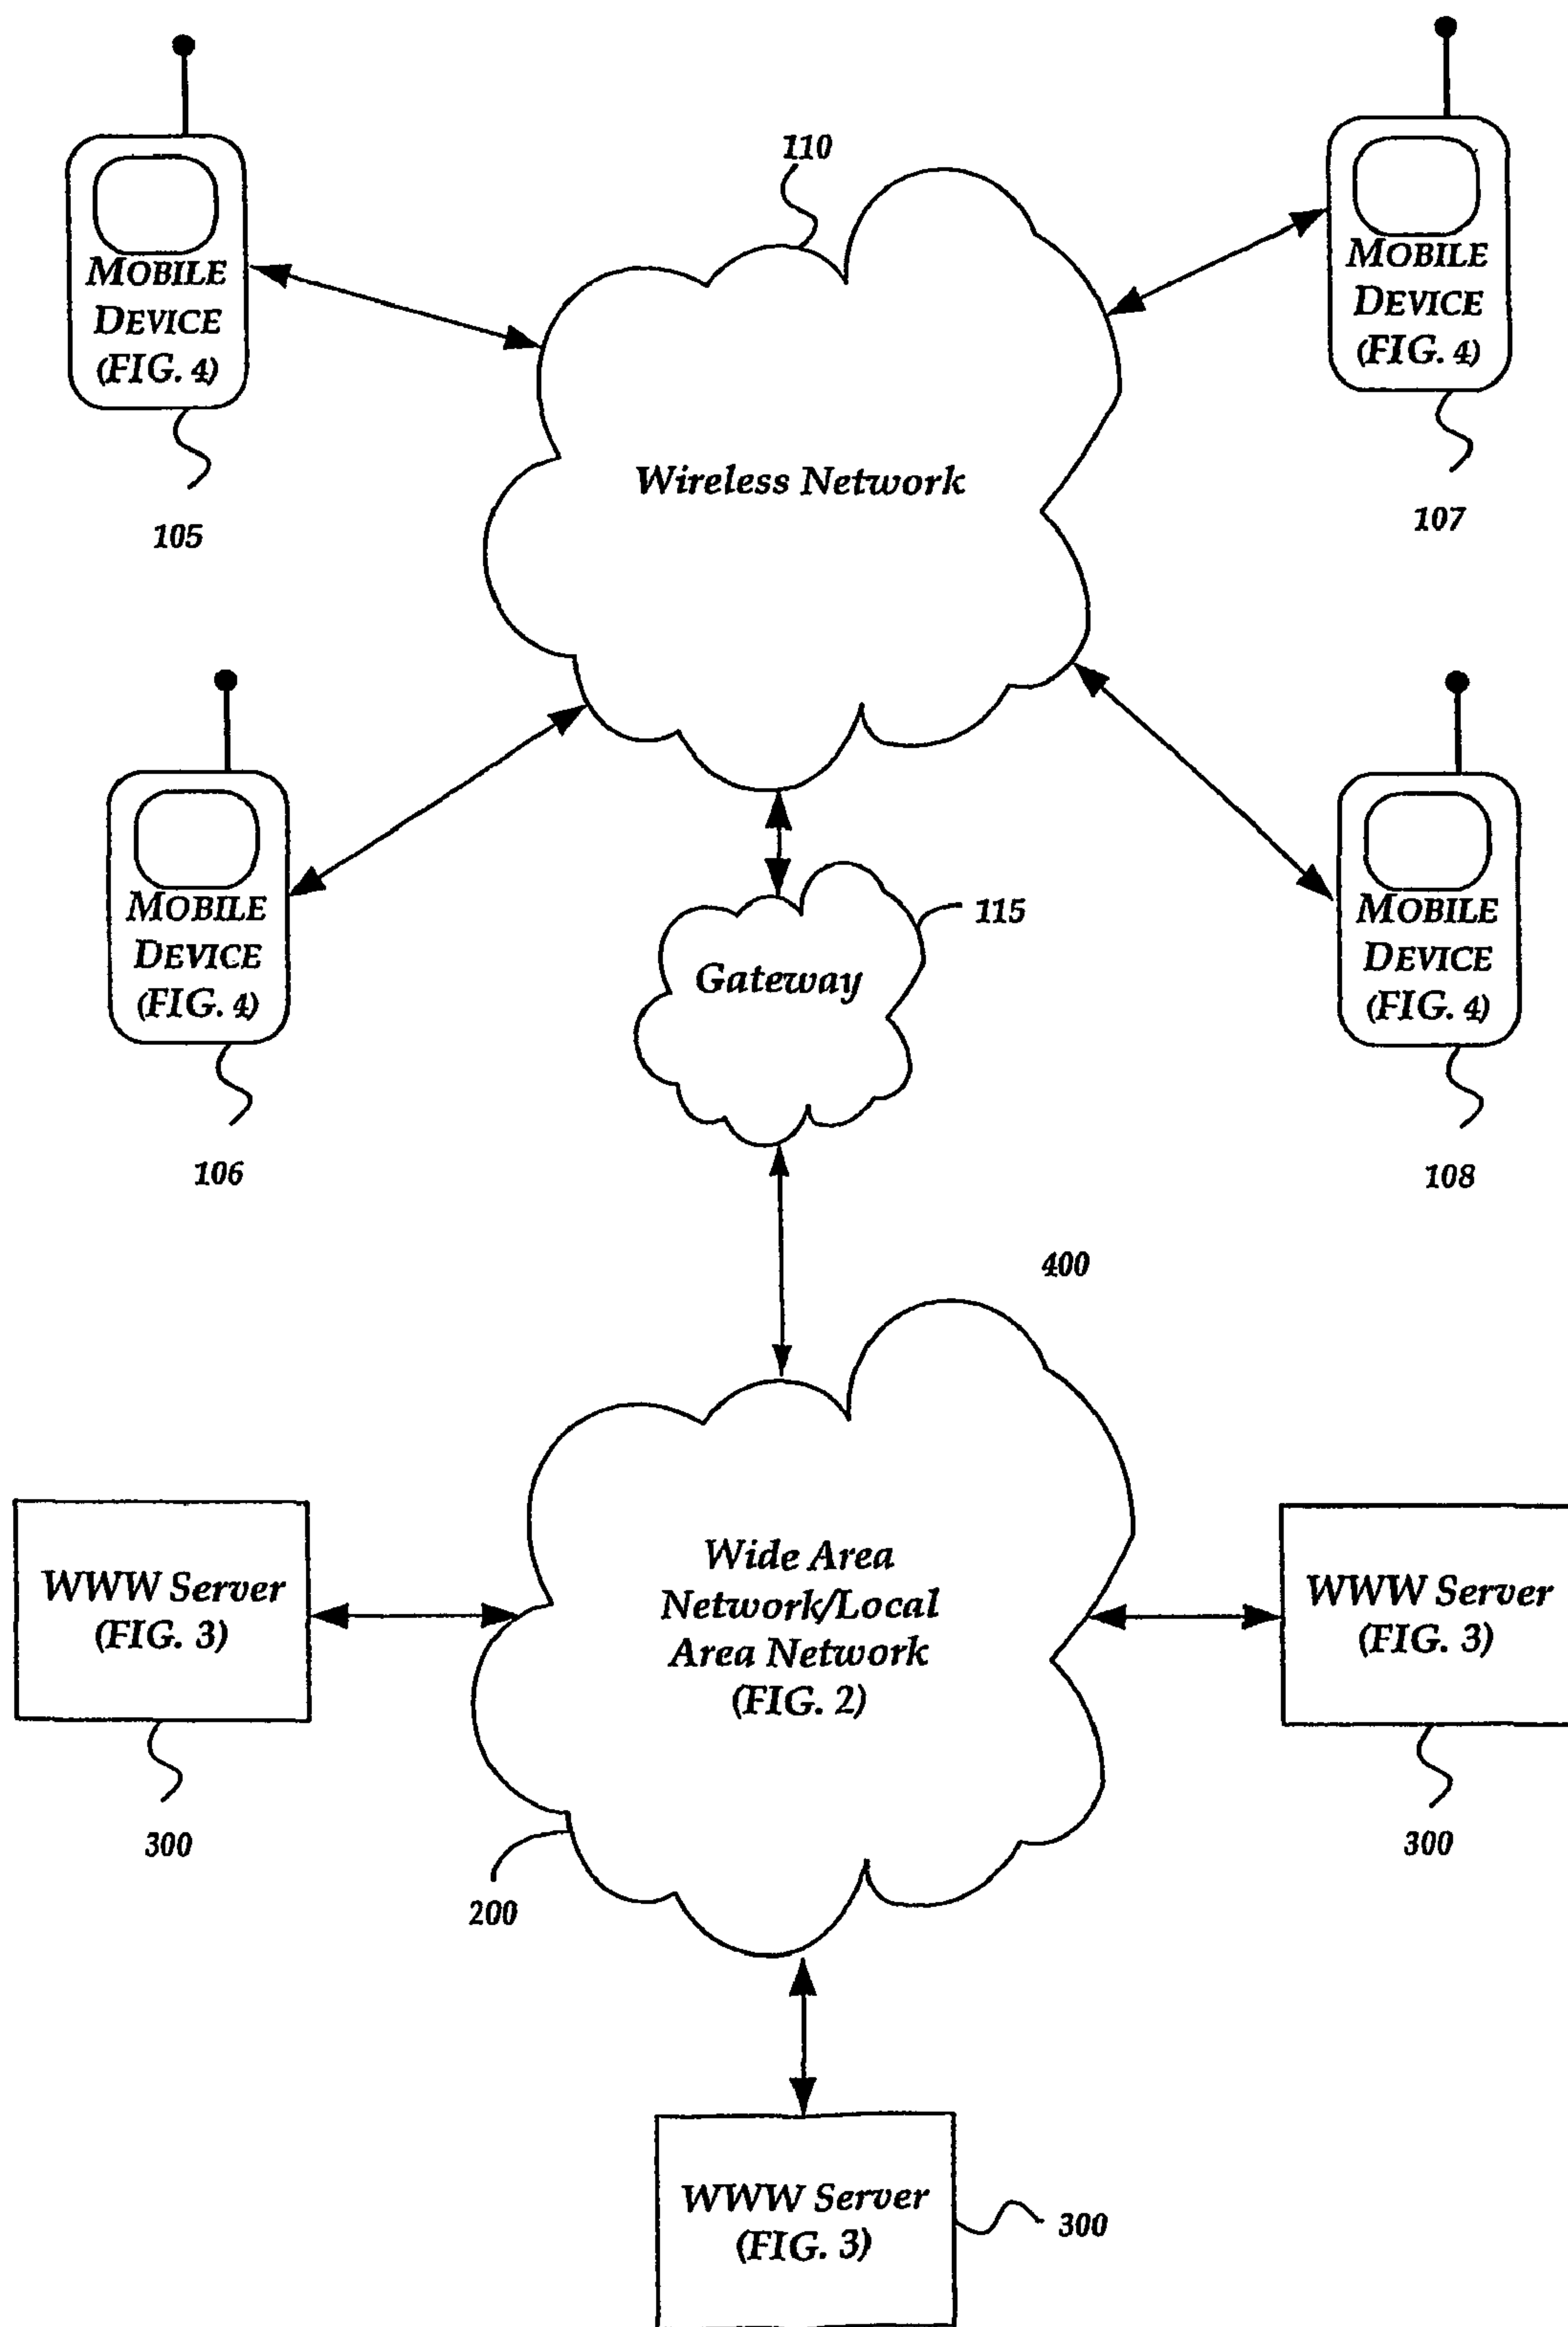 110
MOBILE
DEVICE
(FIG. 4)
MOBILE
DEVICE
(FIG. 4)
Wireless Network
105
107
MOBILE
DEVICE
(FIG. 4)
115
Gateway
MOBILE
DEVICE
(FIG. 4)
106
108
400
Wide Area
Network/Local
Area Network
(FIG. 2)
WWW Server
(FIG. 3)
WWW Server
(FIG. 3)
300
300
200
WWW Server
(FIG. 3)
300